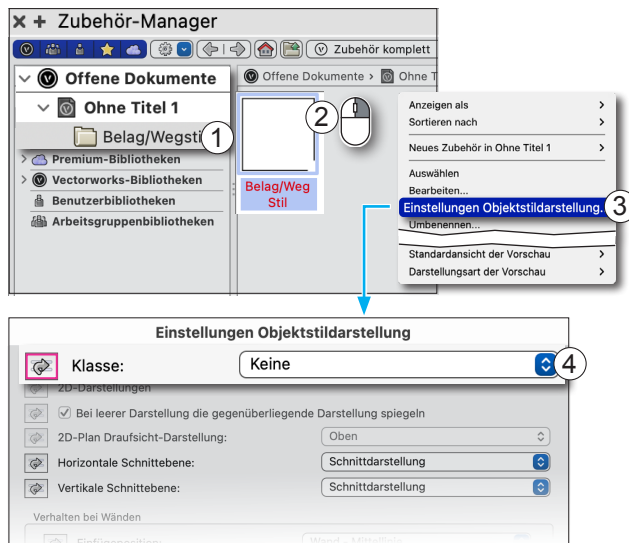 Zubehör-Manager
Zubehör komplett
Offene Dokumente
Ohne Titel 1
Belag/Wegsti
1
Premium-Bibliotheken
Vectorworks-Bibliotheken
Benutzerbibliotheken
Arbeitsgruppenbibliotheken
Offene Dokumente › Ohne T
2
Belag/Weg
Stil
Anzeigen als
Sortieren nach
Neues Zubehör in Ohne Titel 1
Auswählen
Bearbeiten...
Einstellungen Objektstildarstellung.
3
Umbenennen...
Standardansicht der Vorschau
Darstellungsart der Vorschau
Einstellungen Objektstildarstellung
Klasse: Keine
4
2D-Darstellungen
Bei leerer Darstellung die gegenüberliegende Darstellung spiegeln
2D-Plan Draufsicht-Darstellung: Oben
Horizontale Schnittebene: Schnittdarstellung
Vertikale Schnittebene: Schnittdarstellung
Verhalten bei Wänden
Einfügeposition: Wand - Mittellinie